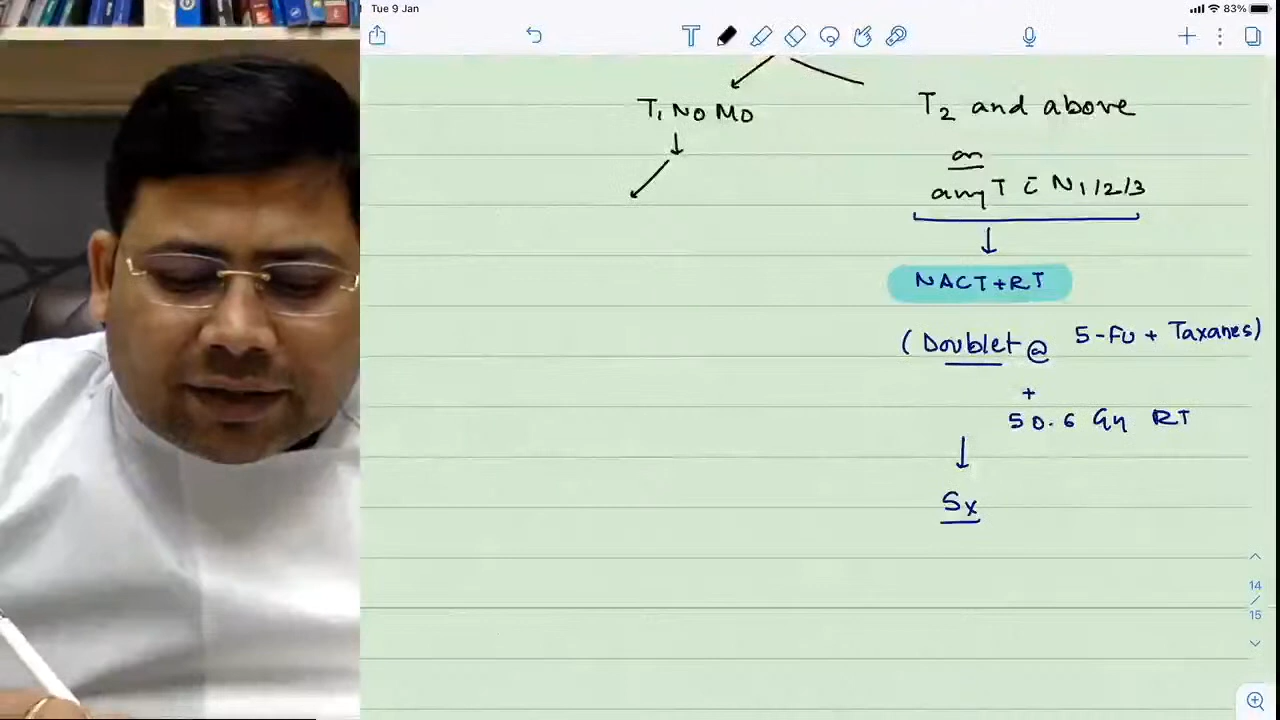 Tue 9 Jan
83%
T1 N0 M0
T2 and above
or
any T c̄ N1/2/3
NACT+RT
(Doublet @ 5-FU + Taxanes)
+
50.6 Gy RT
Sx
14
/
15